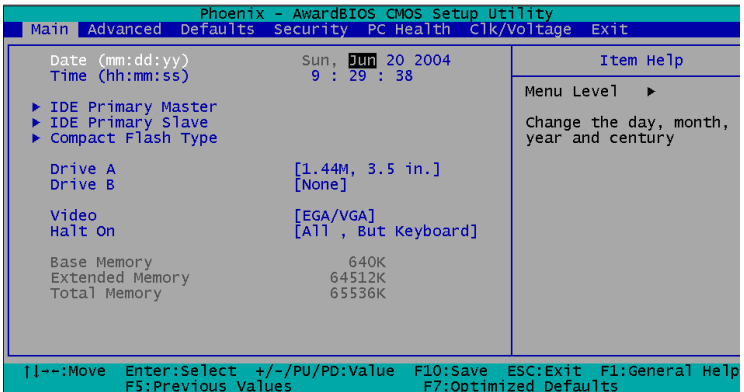 Phoenix - AwardBIOS CMOS Setup Utility
Main Advanced Defaults Security PC Health Clk/Voltage Exit
Date (mm:dd:yy) Sun, Jun 20 2004
Time (hh:mm:ss) 9 : 29 : 38
Item Help
▶ IDE Primary Master
▶ IDE Primary Slave
▶ Compact Flash Type
Menu Level ▶
Change the day, month,
year and century
Drive A [1.44M, 3.5 in.]
Drive B [None]
Video [EGA/VGA]
Halt On [All , But Keyboard]
Base Memory 640K
Extended Memory 64512K
Total Memory 65536K
↑↓→←:Move Enter:Select +/-/PU/PD:Value F10:Save ESC:Exit F1:General Help
F5:Previous Values F7:Optimized Defaults